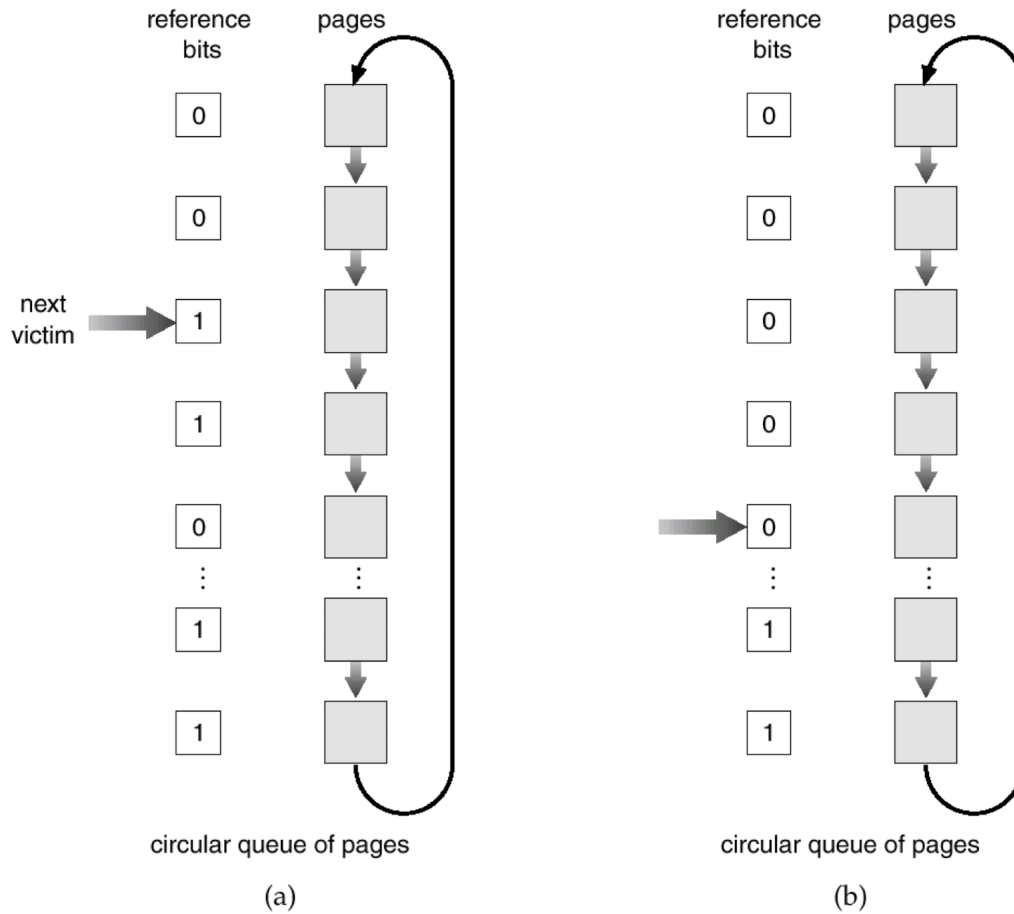 reference bits
pages
0
0
next victim
1
1
0
1
1
circular queue of pages
(a)
reference bits
pages
0
0
0
0
0
1
1
circular queue of pages
(b)